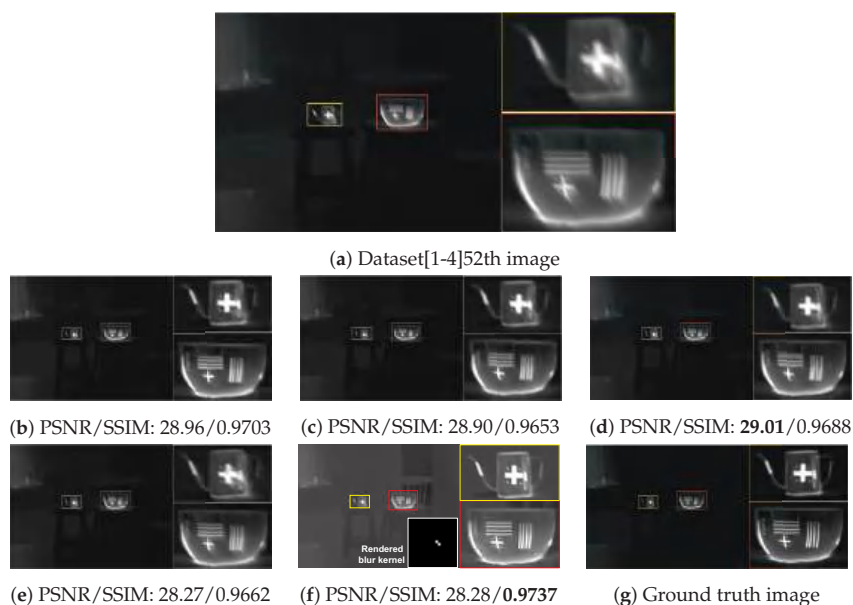 (a) Dataset[1-4]52th image
(b) PSNR/SSIM: 28.96/0.9703
(c) PSNR/SSIM: 28.90/0.9653
(d) PSNR/SSIM: 29.01/0.9688
Rendered
blur kernel
(e) PSNR/SSIM: 28.27/0.9662
(f) PSNR/SSIM: 28.28/0.9737
(g) Ground truth image